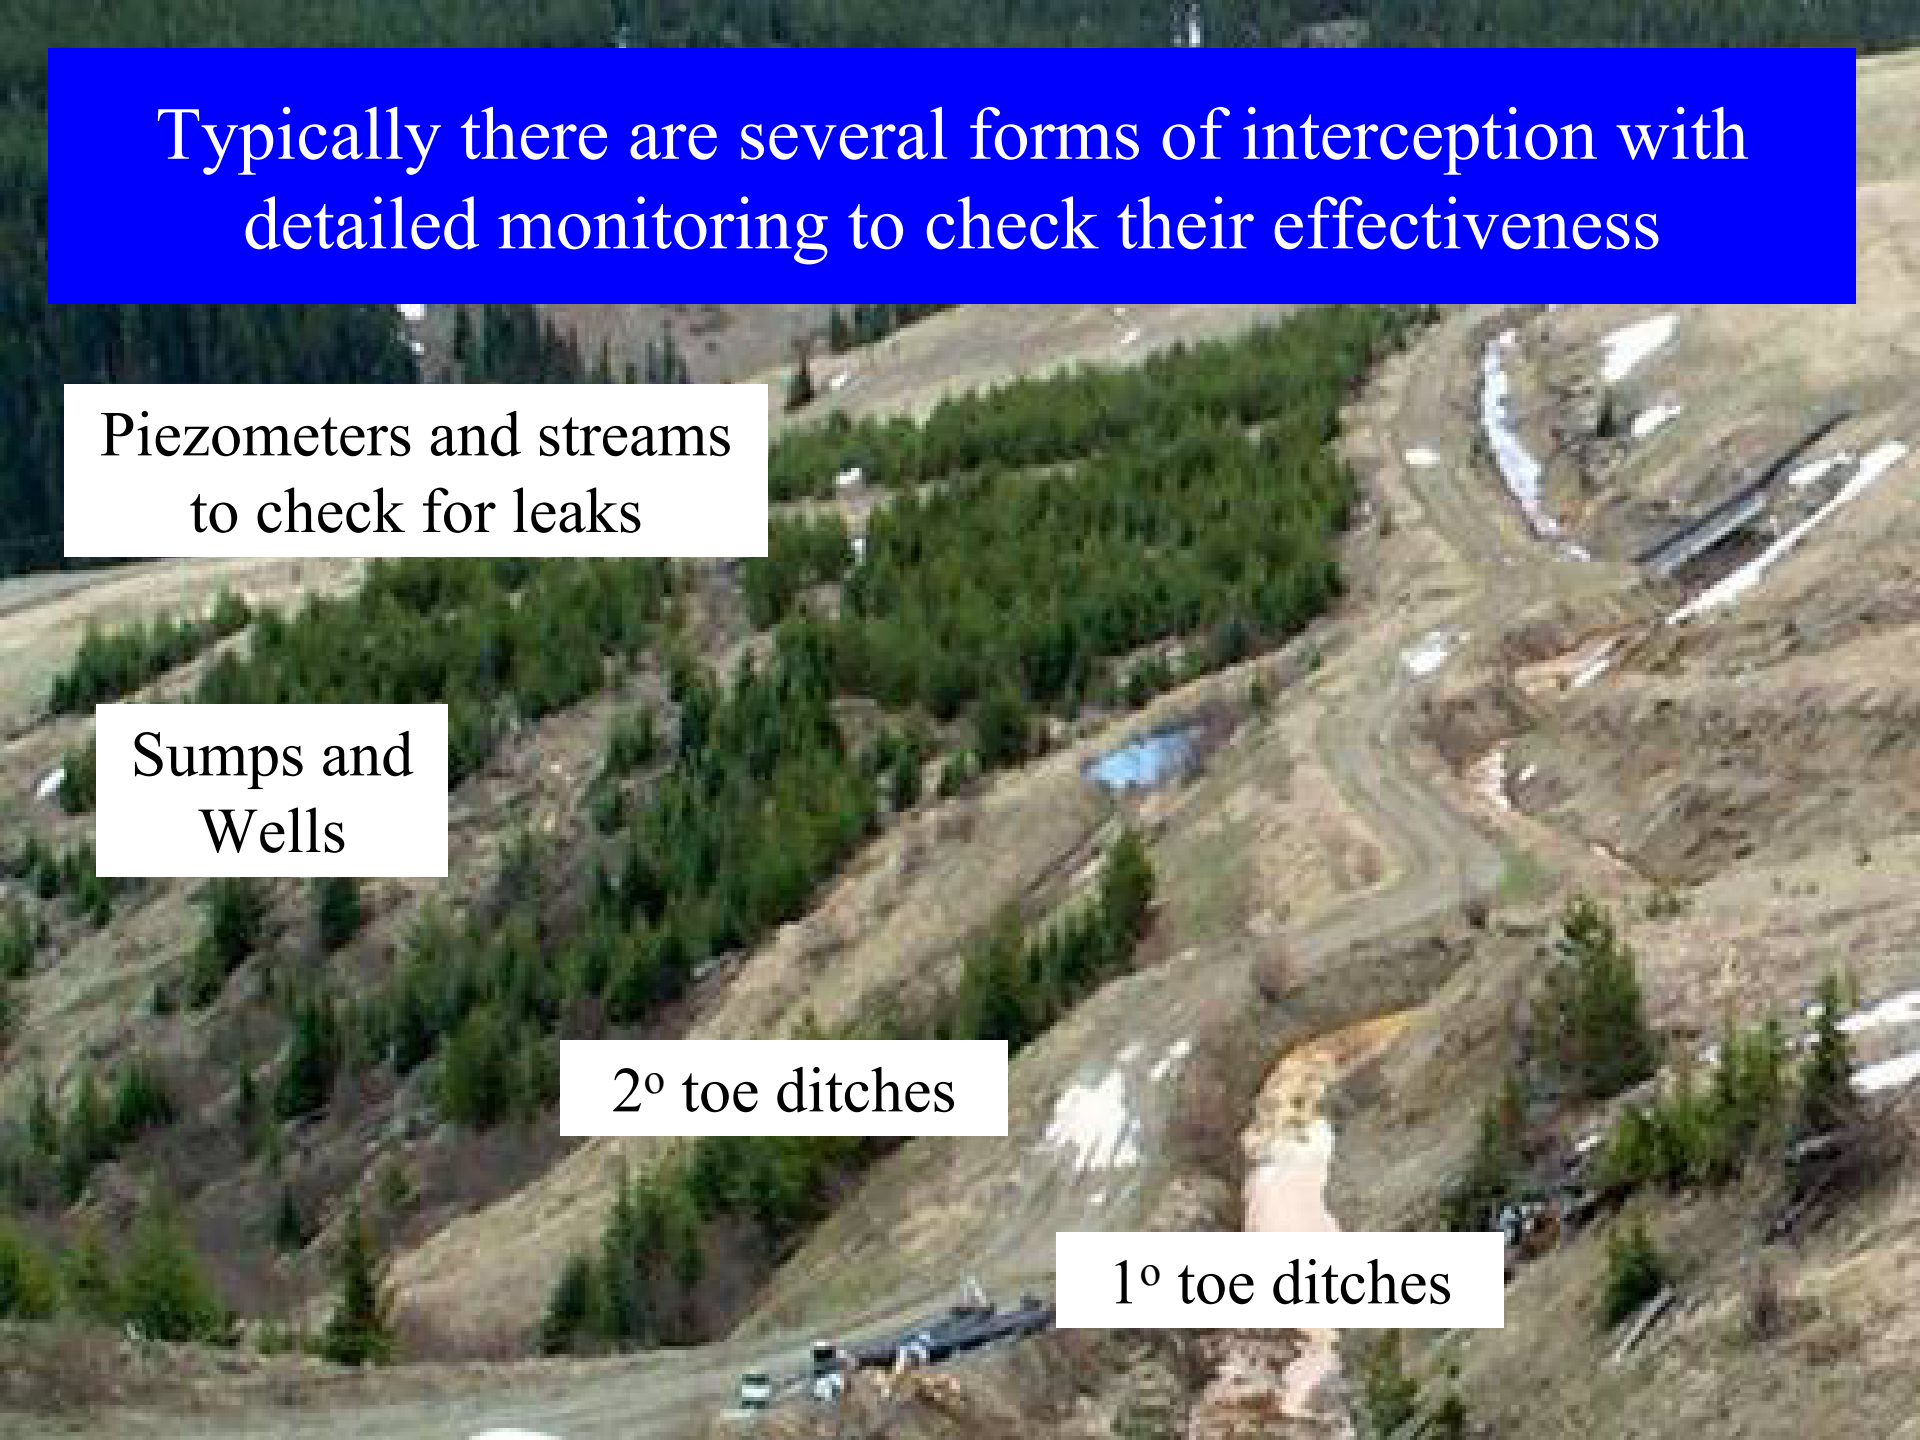 Typically there are several forms of interception with
detailed monitoring to check their effectiveness
Piezometers and streams
to check for leaks
Sumps and
Wells
2º toe ditches
1º toe ditches